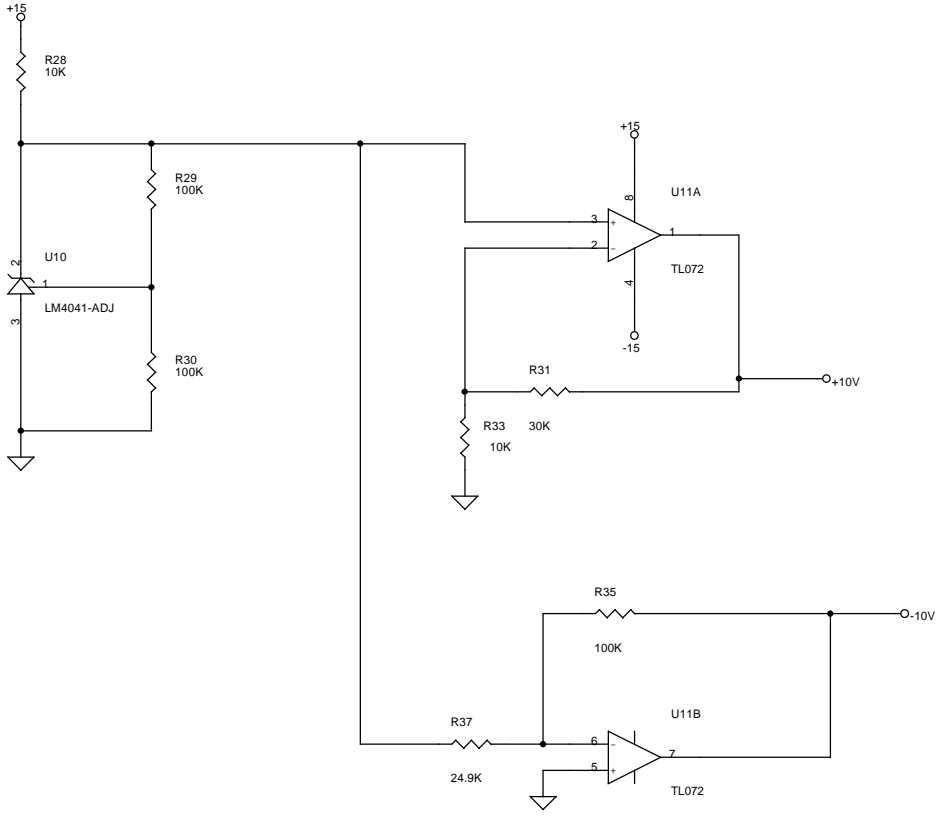 +15
R28
10K
R29
100K
U10
2
1
LM4041-ADJ
3
R30
100K
+15
8
U11A
3
+
2
−
1
4
TL072
-15
R31
+10V
R33
30K
10K
R35
-10V
100K
U11B
R37
6
−
7
5
+
24.9K
TL072